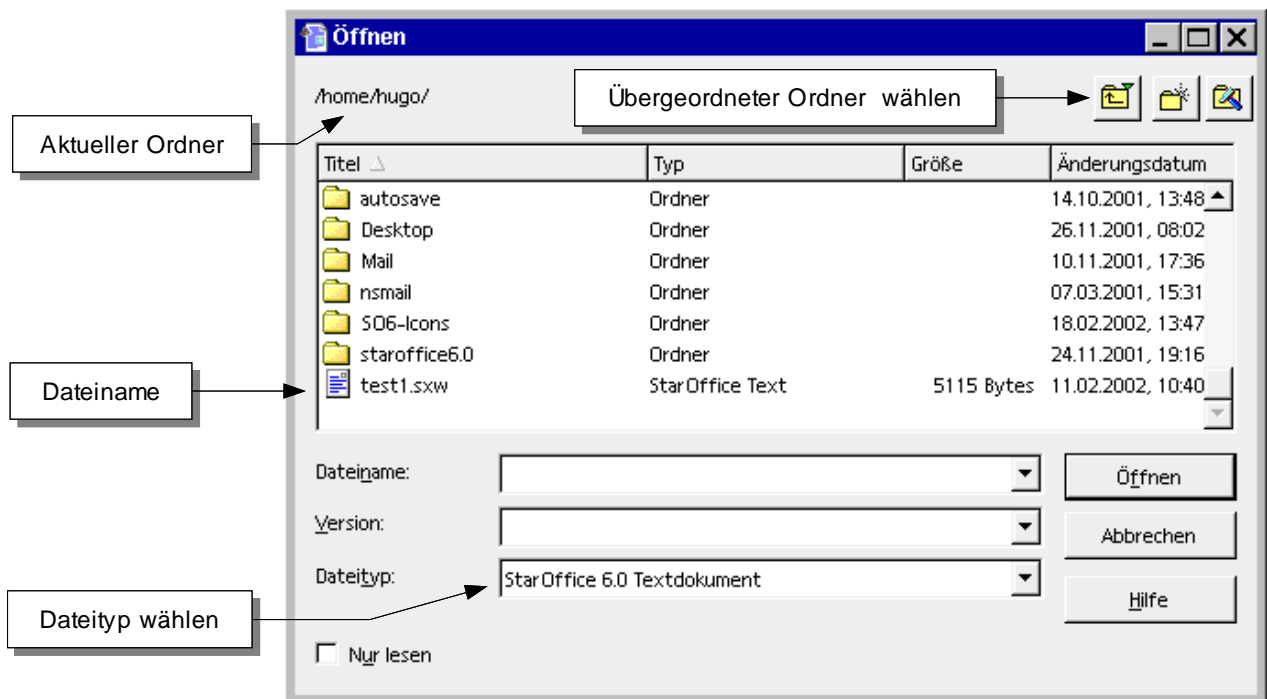 Öffnen
/home/hugo/
Übergeordneter Ordner wählen
Aktueller Ordner
Titel Typ Größe Änderungsdatum
autosave Ordner 14.10.2001, 13:48
Desktop Ordner 26.11.2001, 08:02
Mail Ordner 10.11.2001, 17:36
nsmail Ordner 07.03.2001, 15:31
SO6-Icons Ordner 18.02.2002, 13:47
staroffice6.0 Ordner 24.11.2001, 19:16
Dateiname
test1.sxw StarOffice Text 5115 Bytes 11.02.2002, 10:40
Dateiname: Öffnen
Version: Abbrechen
Dateityp: StarOffice 6.0 Textdokument
Hilfe
Dateityp wählen
Nur lesen